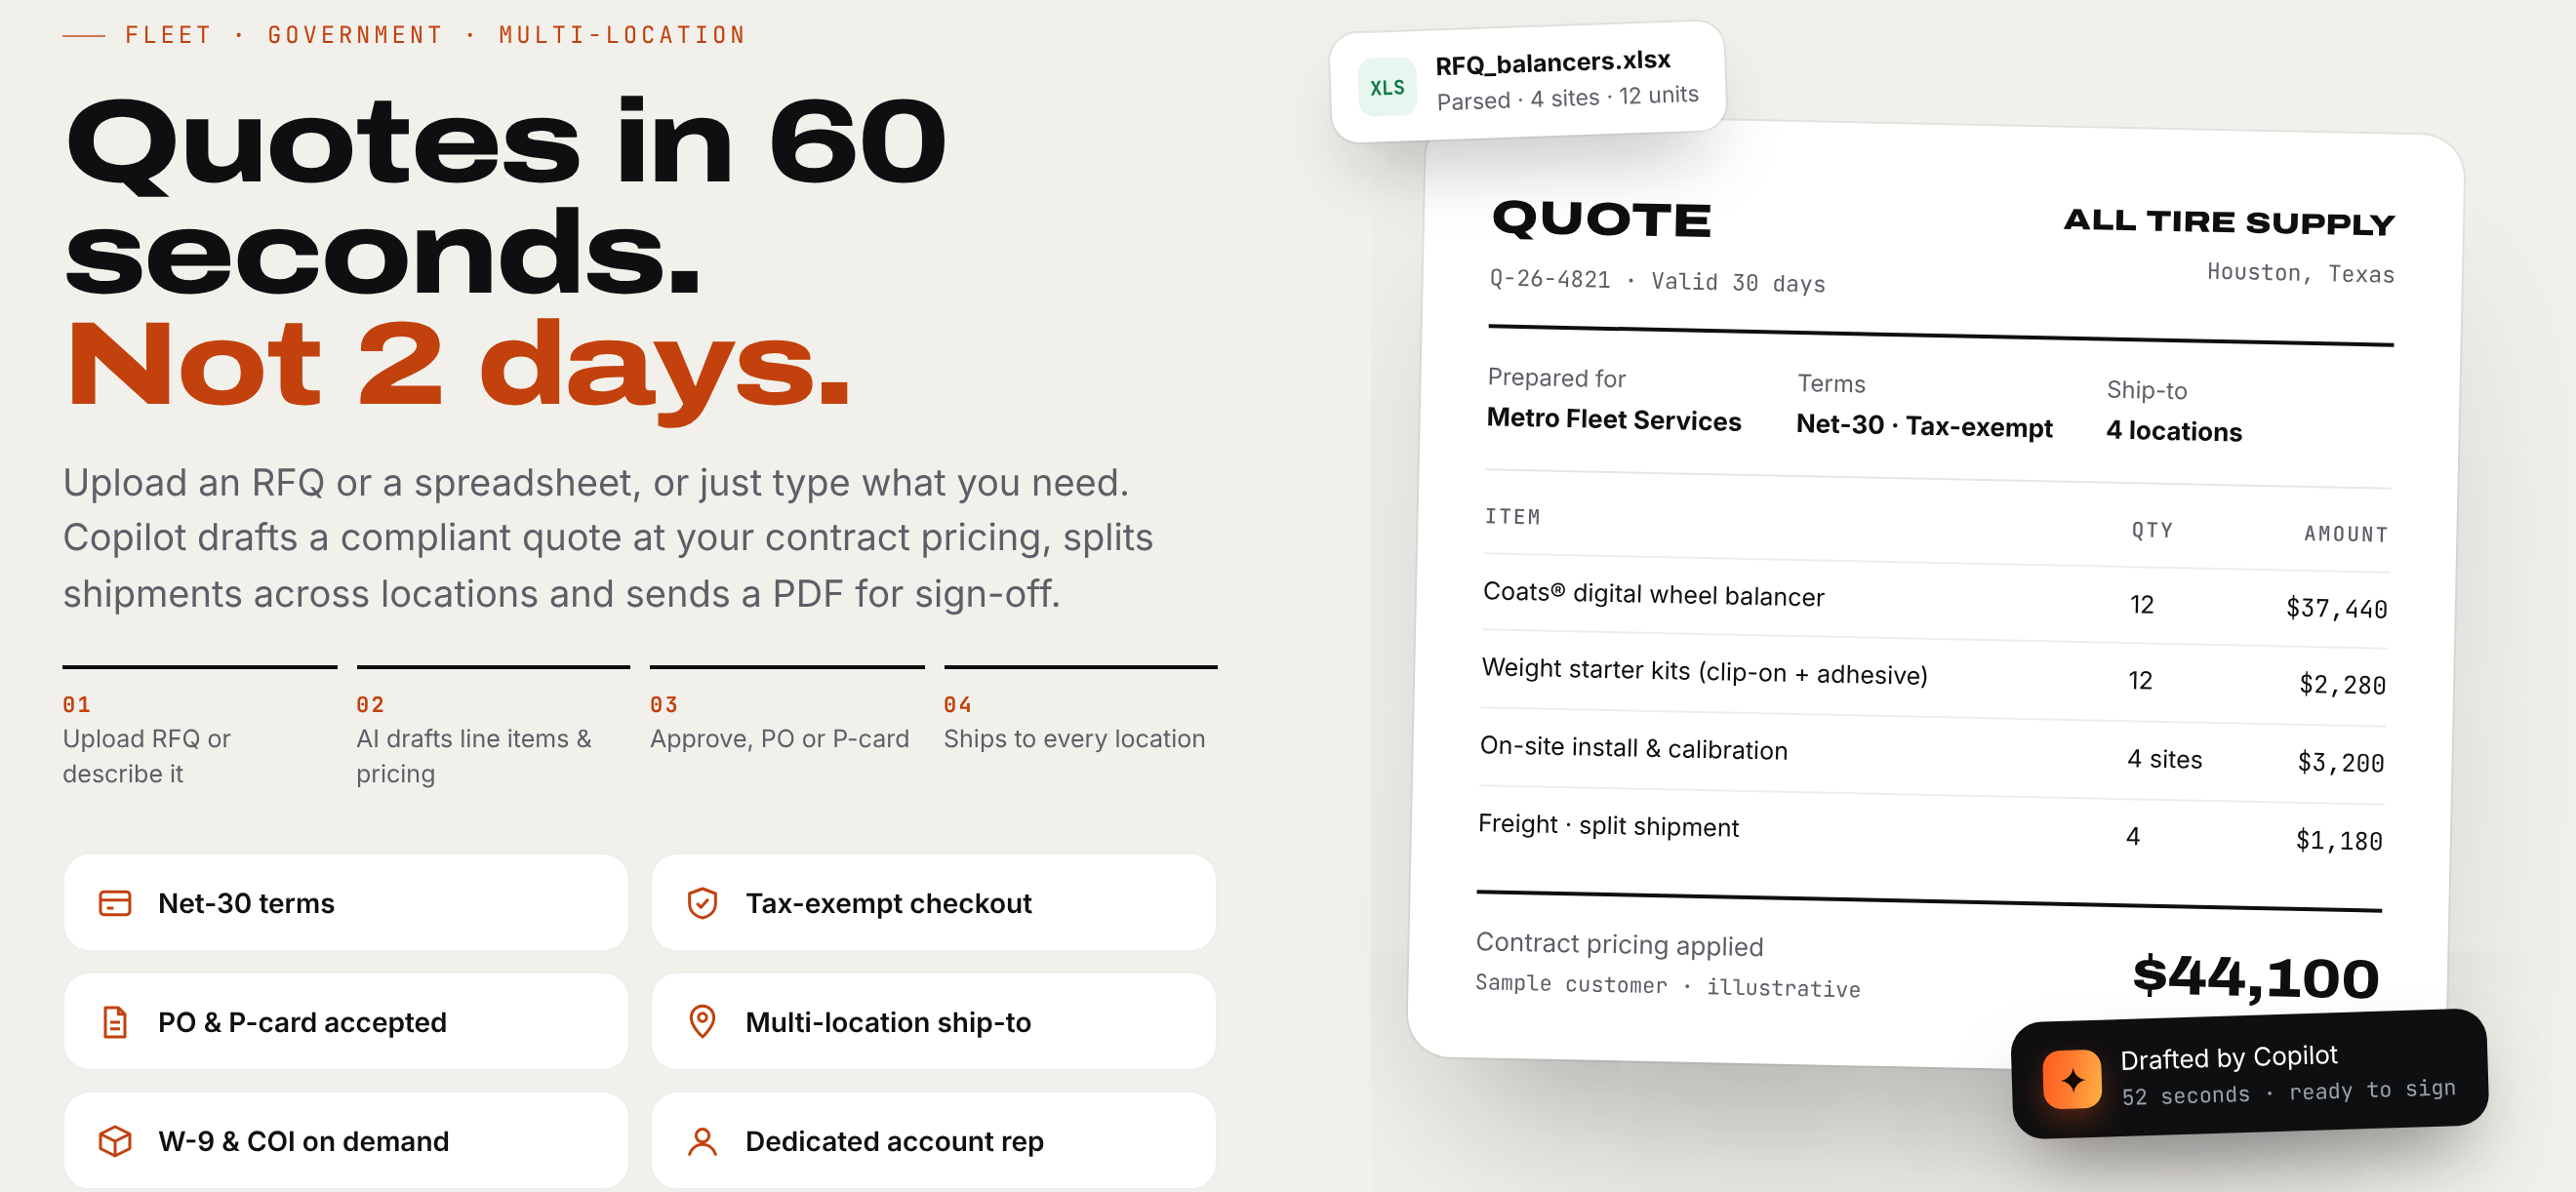 FLEET · GOVERNMENT · MULTI-LOCATION
Quotes in 60
seconds.
Not 2 days.
Upload an RFQ or a spreadsheet, or just type what you need.
Copilot drafts a compliant quote at your contract pricing, splits
shipments across locations and sends a PDF for sign-off.
01
Upload RFQ or
describe it
02
AI drafts line items &
pricing
03
Approve, PO or P-card
04
Ships to every location
Net-30 terms
Tax-exempt checkout
PO & P-card accepted
Multi-location ship-to
W-9 & COI on demand
Dedicated account rep
XLS
RFQ_balancers.xlsx
Parsed · 4 sites · 12 units
QUOTE
Q-26-4821 · Valid 30 days
ALL TIRE SUPPLY
Houston, Texas
Prepared for
Metro Fleet Services
Terms
Net-30 · Tax-exempt
Ship-to
4 locations
ITEM QTY AMOUNT
Coats® digital wheel balancer 12 $37,440
Weight starter kits (clip-on + adhesive) 12 $2,280
On-site install & calibration 4 sites $3,200
Freight · split shipment 4 $1,180
Contract pricing applied
Sample customer · illustrative
$44,100
Drafted by Copilot
52 seconds · ready to sign